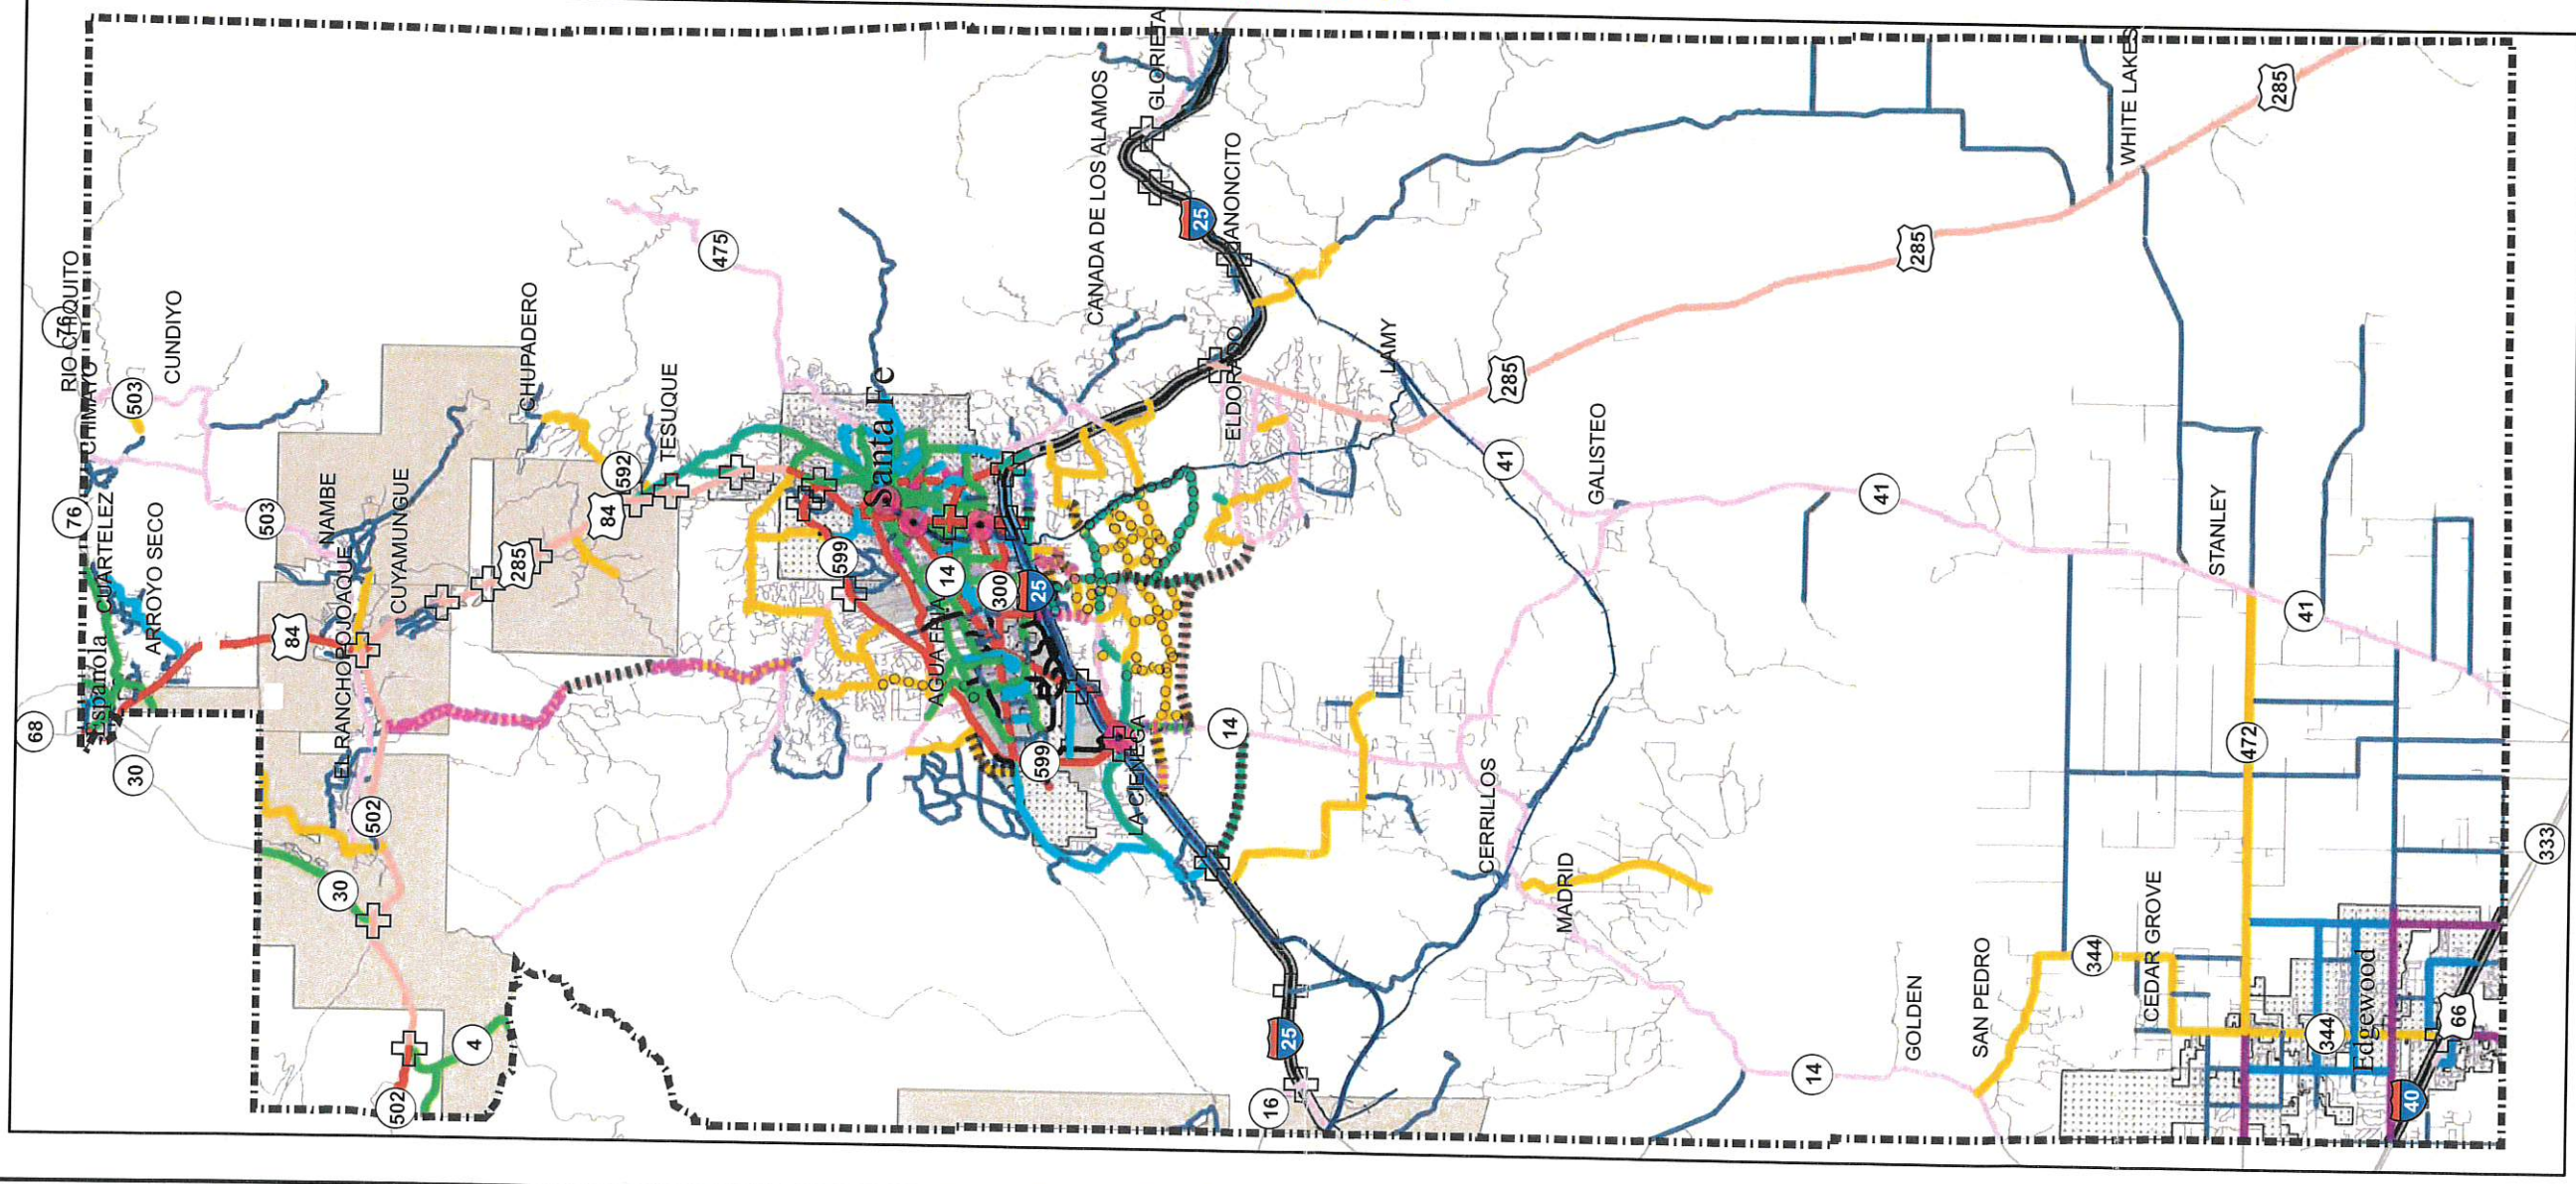 RIO CHIQUITO
76
CHIMAYO
503
CUNDIYO
76
CUARTELEZ
ARROYO SECO
68
Espanola
30
503
NAMBE
84
EL RANCHO
POJOAQUE
CUYAMUNGUE
502
30
502
4
285
84
CHUPADERO
592
TESUQUE
475
599
Santa Fe
14
300
25
AGUA FRIA
599
LA CIENEGA
CANADA DE LOS ALAMOS
GLORIETA
25
ELDORADO
LAMY
285
14
25
16
41
GALISTEO
CERRILLOS
MADRID
285
41
14
GOLDEN
SAN PEDRO
344
CEDAR GROVE
WHITE LAKES
285
STANLEY
41
472
344
Edgewood
66
40
333